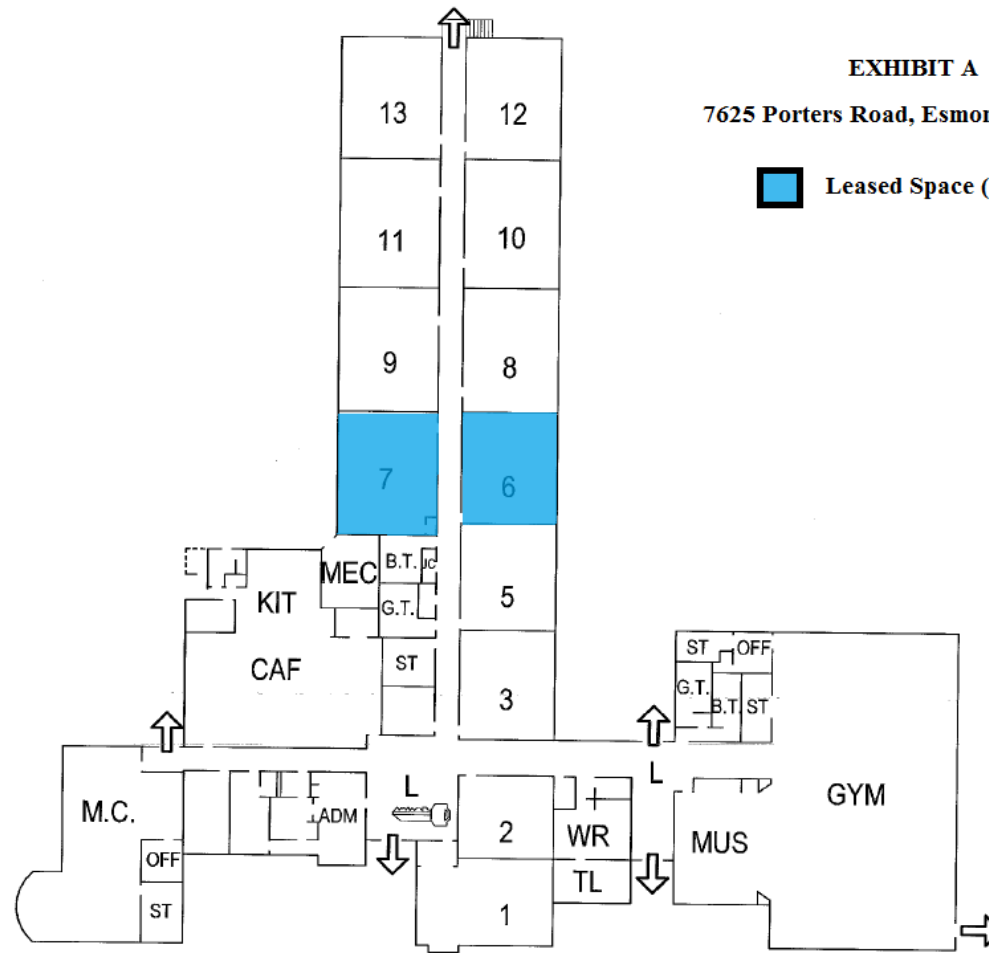 EXHIBIT A
7625 Porters Road, Esmon
Leased Space (
13
12
11
10
9
8
7
6
MEC
B.T.
JC
KIT
5
G.T.
CAF
ST
3
ST
OFF
G.T.
B.T.
ST
L
L
GYM
M.C.
ADM
2
WR
MUS
OFF
TL
ST
1